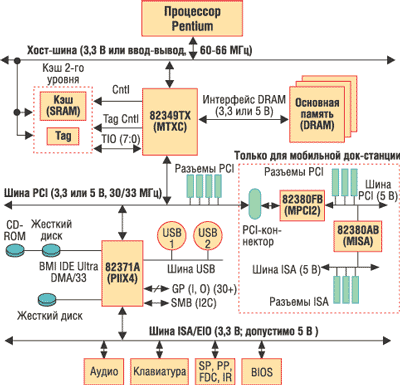 Процессор
Pentium
Хост-шина (3,3 В или ввод-вывод, 60-66 МГц)
Кэш 2-го
уровня
Кэш
(SRAM)
Tag
Cntl
Tag Cntl
TIO (7:0)
82349TX
(MTXC)
Интерфейс DRAM
(3,3 или 5 В)
Основная
память
(DRAM)
Разъемы PCI
Шина PCI (3,3 или 5 В, 30/33 МГц)
Только для мобильной док-станции
Разъемы PCI
PCI-кон-
нектор
82380FB
(MPCI2)
Шина
PCI (5 В)
82380AB
(MISA)
Шина ISA (5 В)
Разъемы ISA
CD-
ROM
Жесткий
диск
BMI IDE Ultra
DMA/33
Жесткий диск
82371A
(PIIX4)
USB
1
USB
2
Шина USB
GP (I, O) (30+)
SMB (I2C)
Шина ISA/EIO (3,3 В; допустимо 5 В )
Аудио
Клавиатура
SP, PP,
FDC, IR
BIOS